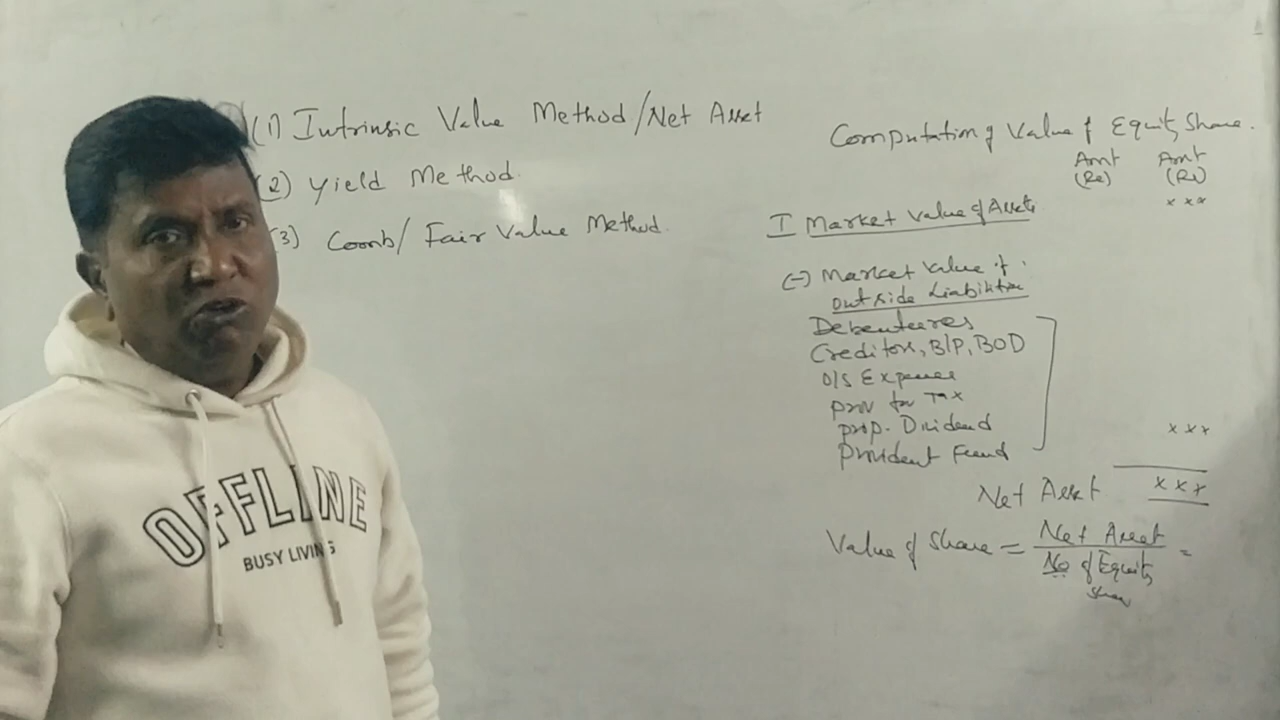 (1) Intrinsic Value Method/Net Asset
(2) Yield Method.
(3) Comb/ Fair Value Method.
Computation of Value of Equity Share.
Amt Amt
(Rs) (Rs)
I Market Value of Assets xxx
(-) Market Value of
outside Liabilities
Debentures
Creditors, B/P, BOD
O/S Expense
prov for Tax
prop. Dividend xxx
Provident Fund
Net Asset xxx
Value of Share = Net Asset =
No of Equity
Share
OFFLINE
BUSY LIVING